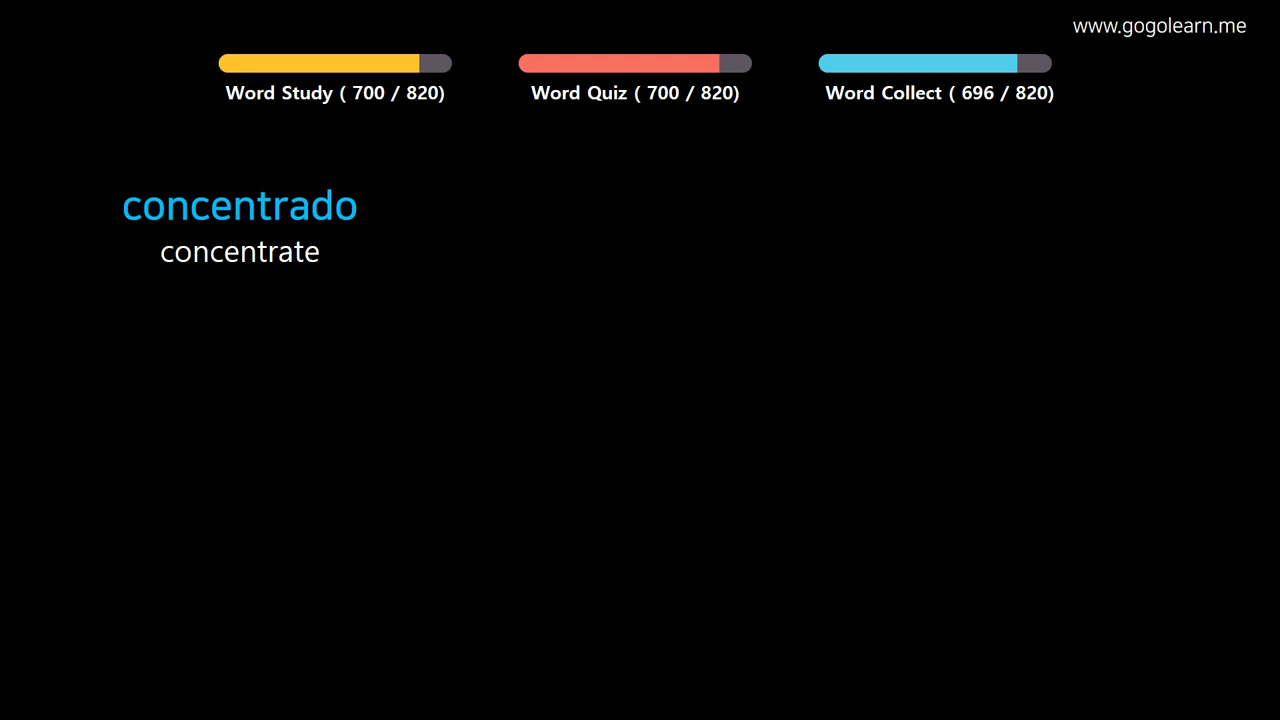 www.gogolearn.me
Word Study ( 700 / 820)
Word Quiz ( 700 / 820)
Word Collect ( 696 / 820)
concentrado
concentrate